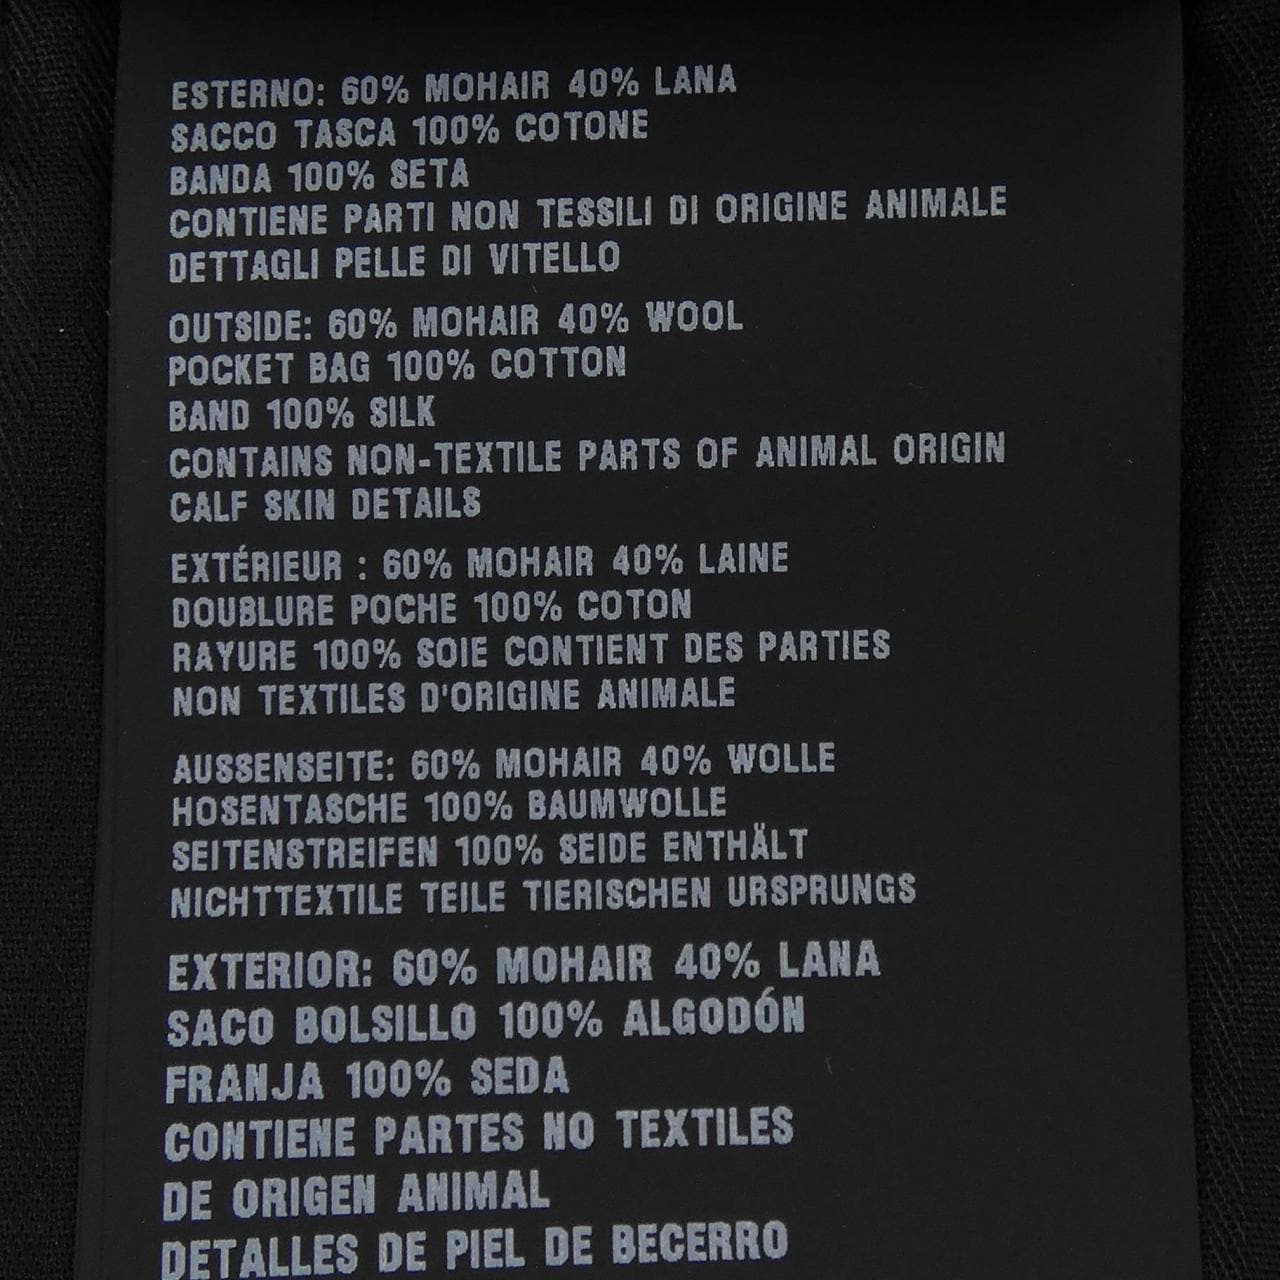 ESTERNO: 60% MOHAIR 40% LANA
SACCO TASCA 100% COTONE
BANDA 100% SETA
CONTIENE PARTI NON TESSILI DI ORIGINE ANIMALE
DETTAGLI PELLE DI VITELLO
OUTSIDE: 60% MOHAIR 40% WOOL
POCKET BAG 100% COTTON
BAND 100% SILK
CONTAINS NON-TEXTILE PARTS OF ANIMAL ORIGIN
CALF SKIN DETAILS
EXTÉRIEUR : 60% MOHAIR 40% LAINE
DOUBLURE POCHE 100% COTON
RAYURE 100% SOIE CONTIENT DES PARTIES
NON TEXTILES D'ORIGINE ANIMALE
AUSSENSEITE: 60% MOHAIR 40% WOLLE
HOSENTASCHE 100% BAUMWOLLE
SEITENSTREIFEN 100% SEIDE ENTHÄLT
NICHTTEXTILE TEILE TIERISCHEN URSPRUNGS
EXTERIOR: 60% MOHAIR 40% LANA
SACO BOLSILLO 100% ALGODÓN
FRANJA 100% SEDA
CONTIENE PARTES NO TEXTILES
DE ORIGEN ANIMAL
DETALLES DE PIEL DE BECERRO